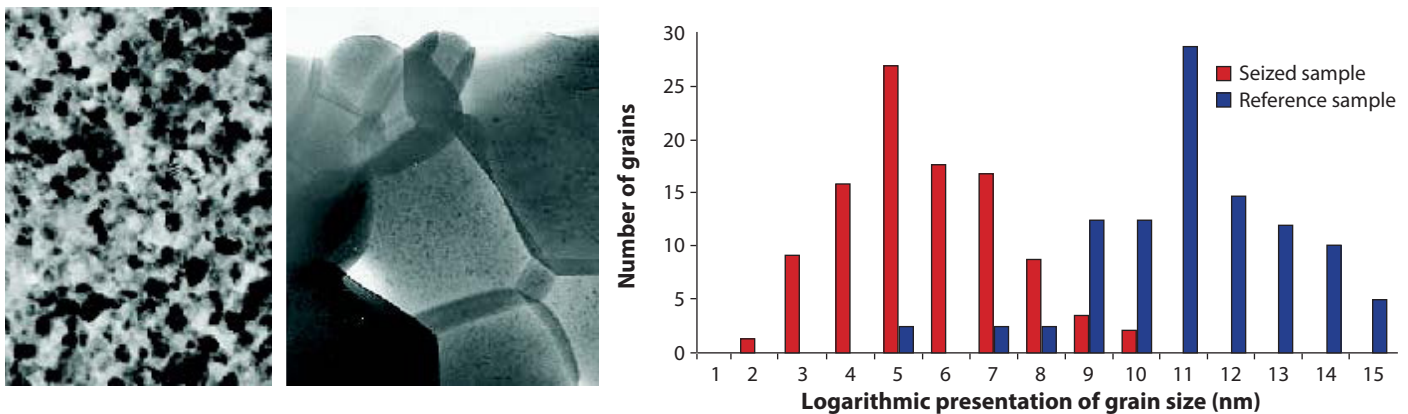 30
25
20
15
10
5
0
Number of grains
Seized sample
Reference sample
1 2 3 4 5 6 7 8 9 10 11 12 13 14 15
Logarithmic presentation of grain size (nm)